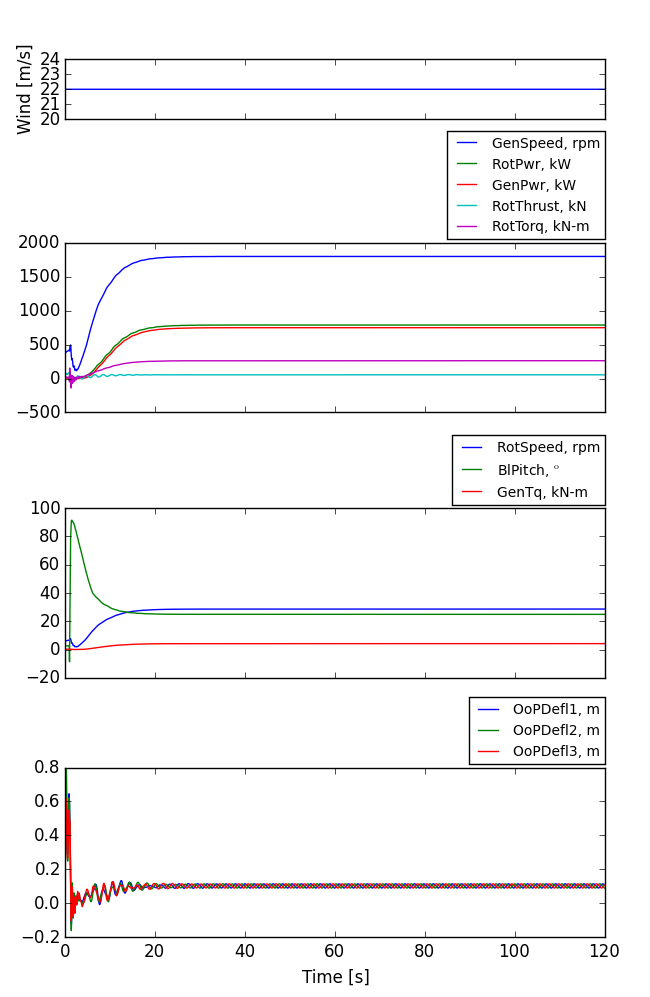 Wind [m/s]
24
23
22
21
20
GenSpeed, rpm
RotPwr, kW
GenPwr, kW
RotThrust, kN
RotTorq, kN-m
2000
1500
1000
500
0
−500
RotSpeed, rpm
BlPitch, °
GenTq, kN-m
100
80
60
40
20
0
−20
OoPDefl1, m
OoPDefl2, m
OoPDefl3, m
0.8
0.6
0.4
0.2
0.0
−0.2
0 20 40 60 80 100 120
Time [s]